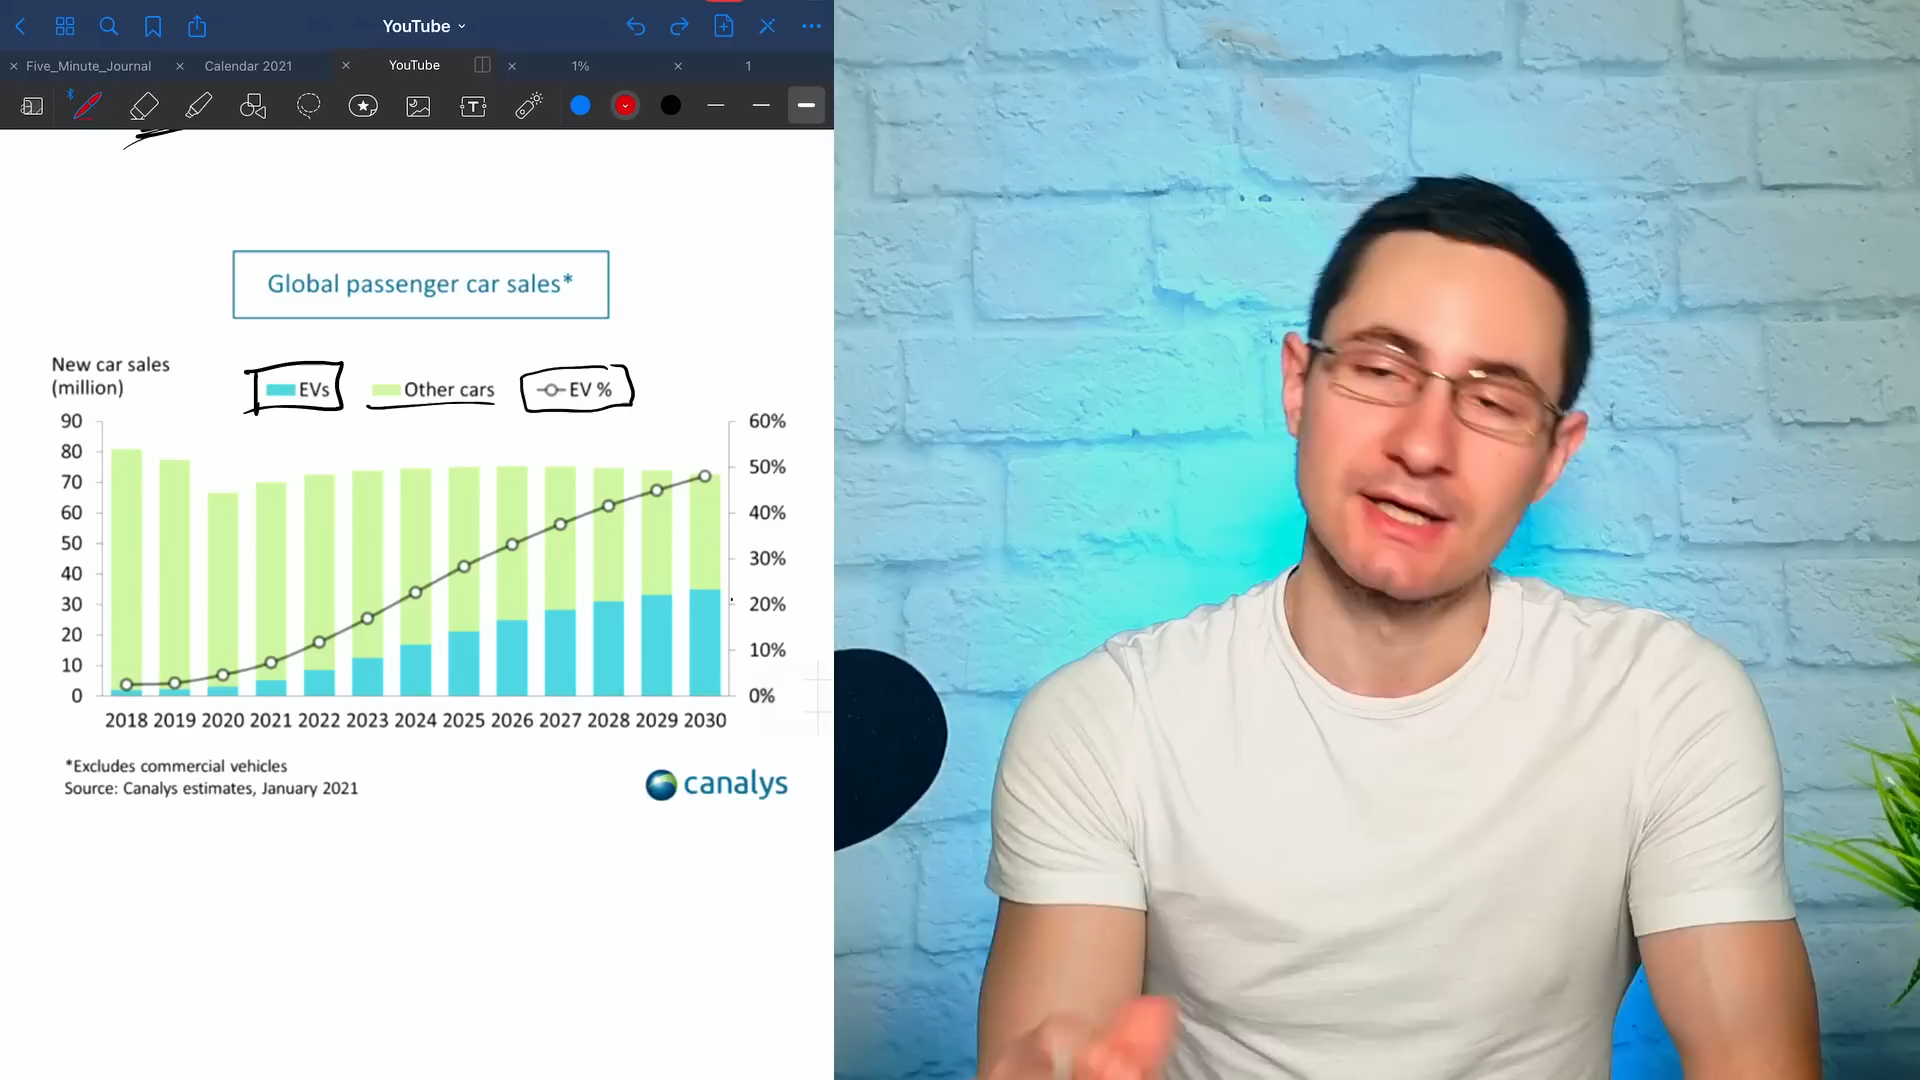 YouTube
Five_Minute_Journal
Calendar 2021
YouTube
1%
1
T
Global passenger car sales*
New car sales
(million)
EVs
Other cars
EV %
90
80
70
60
50
40
30
20
10
0
60%
50%
40%
30%
20%
10%
0%
2018 2019 2020 2021 2022 2023 2024 2025 2026 2027 2028 2029 2030
*Excludes commercial vehicles
Source: Canalys estimates, January 2021
canalys